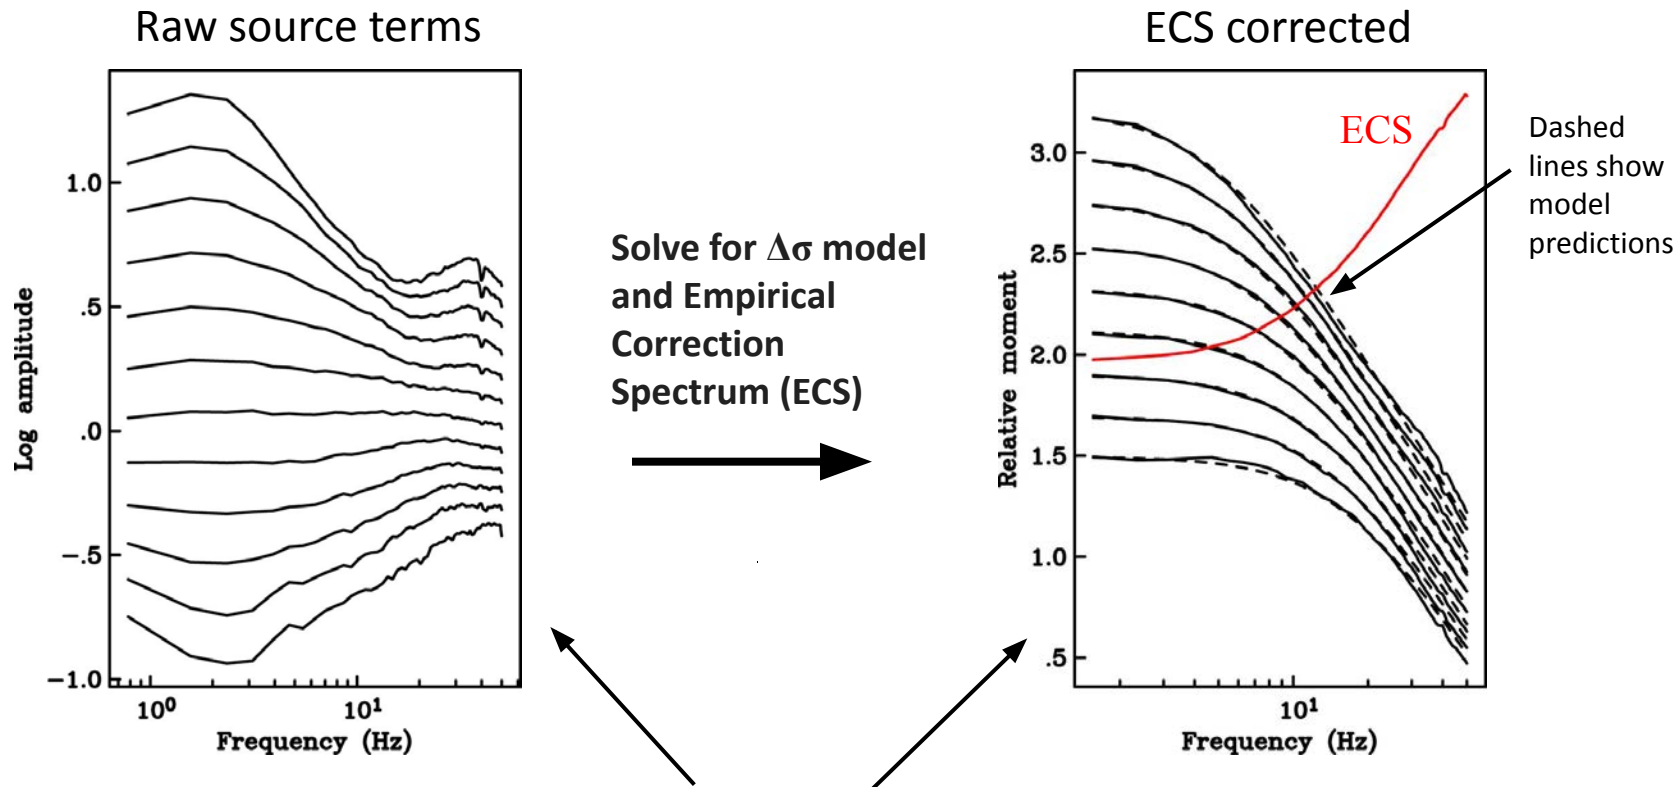 Raw source terms
ECS corrected
1.0
.5
.0
-.5
-1.0
Log amplitude
10⁰
10¹
Frequency (Hz)
Solve for Δσ model
and Empirical
Correction
Spectrum (ECS)
3.0
2.5
2.0
1.5
1.0
.5
Relative moment
ECS
10¹
Frequency (Hz)
Dashed
lines show
model
predictions